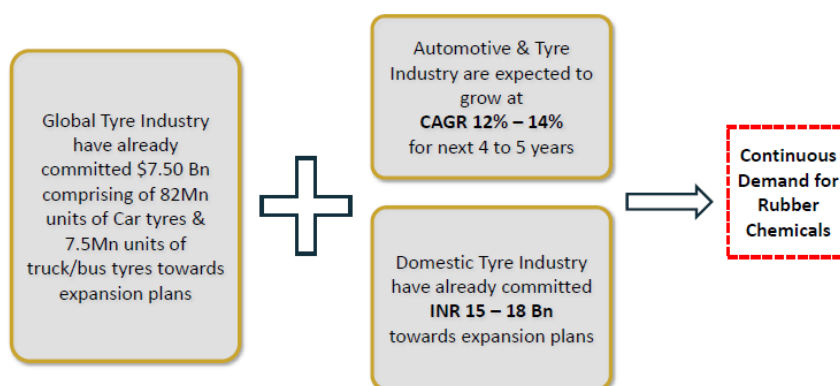 Global Tyre Industry
have already
committed $7.50 Bn
comprising of 82Mn
units of Car tyres &
7.5Mn units of
truck/bus tyres towards
expansion plans
Automotive & Tyre
Industry are expected to
grow at
CAGR 12% – 14%
for next 4 to 5 years
Domestic Tyre Industry
have already committed
INR 15 – 18 Bn
towards expansion plans
Continuous
Demand for
Rubber
Chemicals